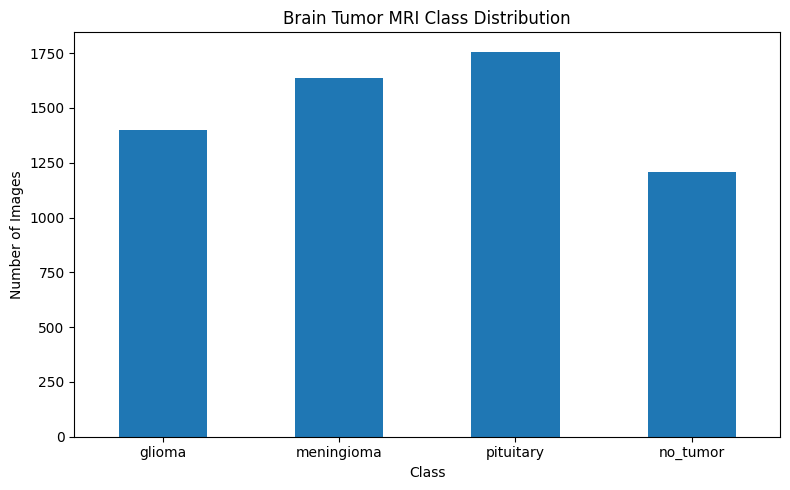 Brain Tumor MRI Class Distribution
Number of Images
1750
1500
1250
1000
750
500
250
0
glioma
meningioma
pituitary
no_tumor
Class